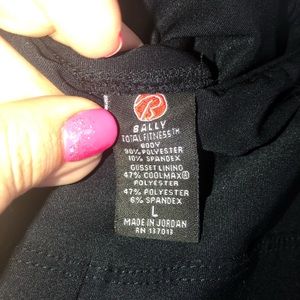 B
BALLY
TOTAL FITNESS™
BODY
90% POLYESTER
10% SPANDEX
GUSSET LINING
47% COOLMAX®
POLYESTER
47% POLYESTER
6% SPANDEX
L
MADE IN JORDAN
RN 137013